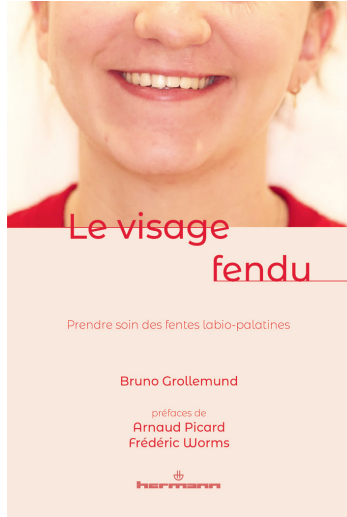 Le visage
fendu
Prendre soin des fentes labio-palatines
Bruno Grollemund
préfaces de
Arnaud Picard
Frédéric Worms
hermann